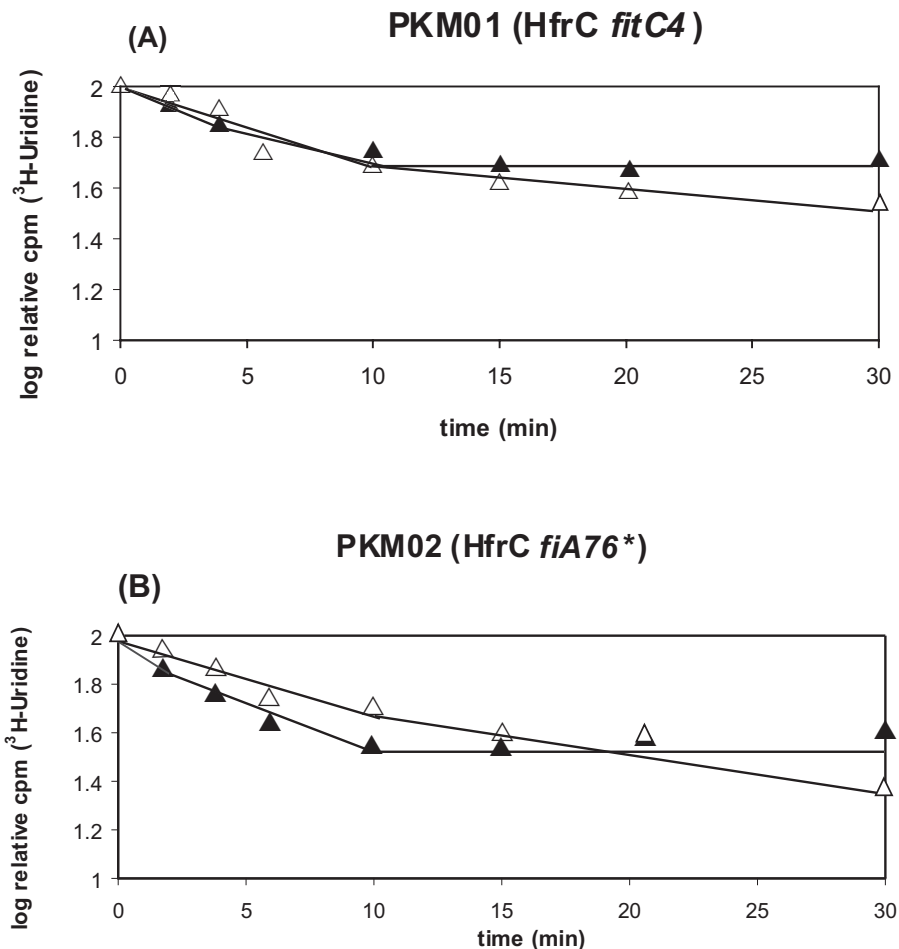 PKM01 (HfrC fitC4 )
(A)
log relative cpm (³H-Uridine)
2
1.8
1.6
1.4
1.2
1
0 5 10 15 20 25 30
time (min)
PKM02 (HfrC fiA76*)
(B)
log relative cpm (³H-Uridine)
2
1.8
1.6
1.4
1.2
1
0 5 10 15 20 25 30
time (min)